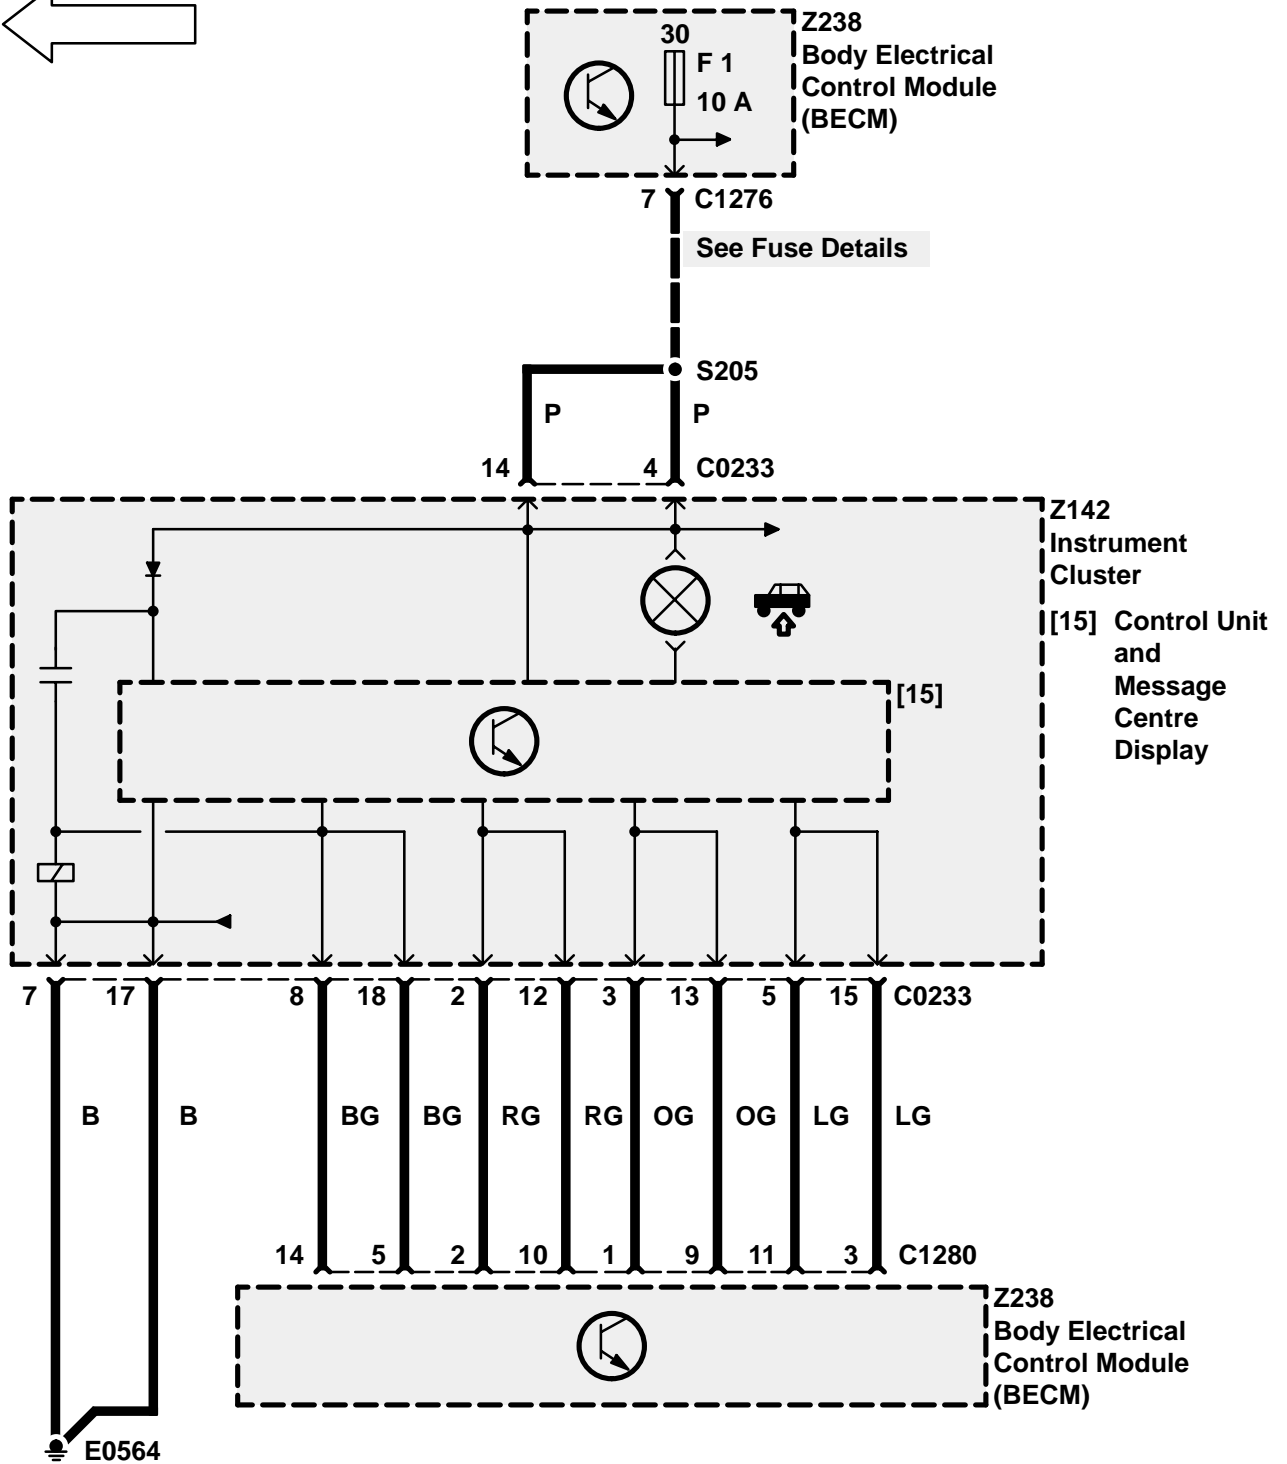 30
F 1
10 A
Z238
Body Electrical
Control Module
(BECM)
7 C1276
See Fuse Details
S205
P P
14 4 C0233
Z142
Instrument
Cluster
[15] Control Unit
and
Message
Centre
Display
[15]
7 17 8 18 2 12 3 13 5 15 C0233
B B BG BG RG RG OG OG LG LG
14 5 2 10 1 9 11 3 C1280
Z238
Body Electrical
Control Module
(BECM)
E0564